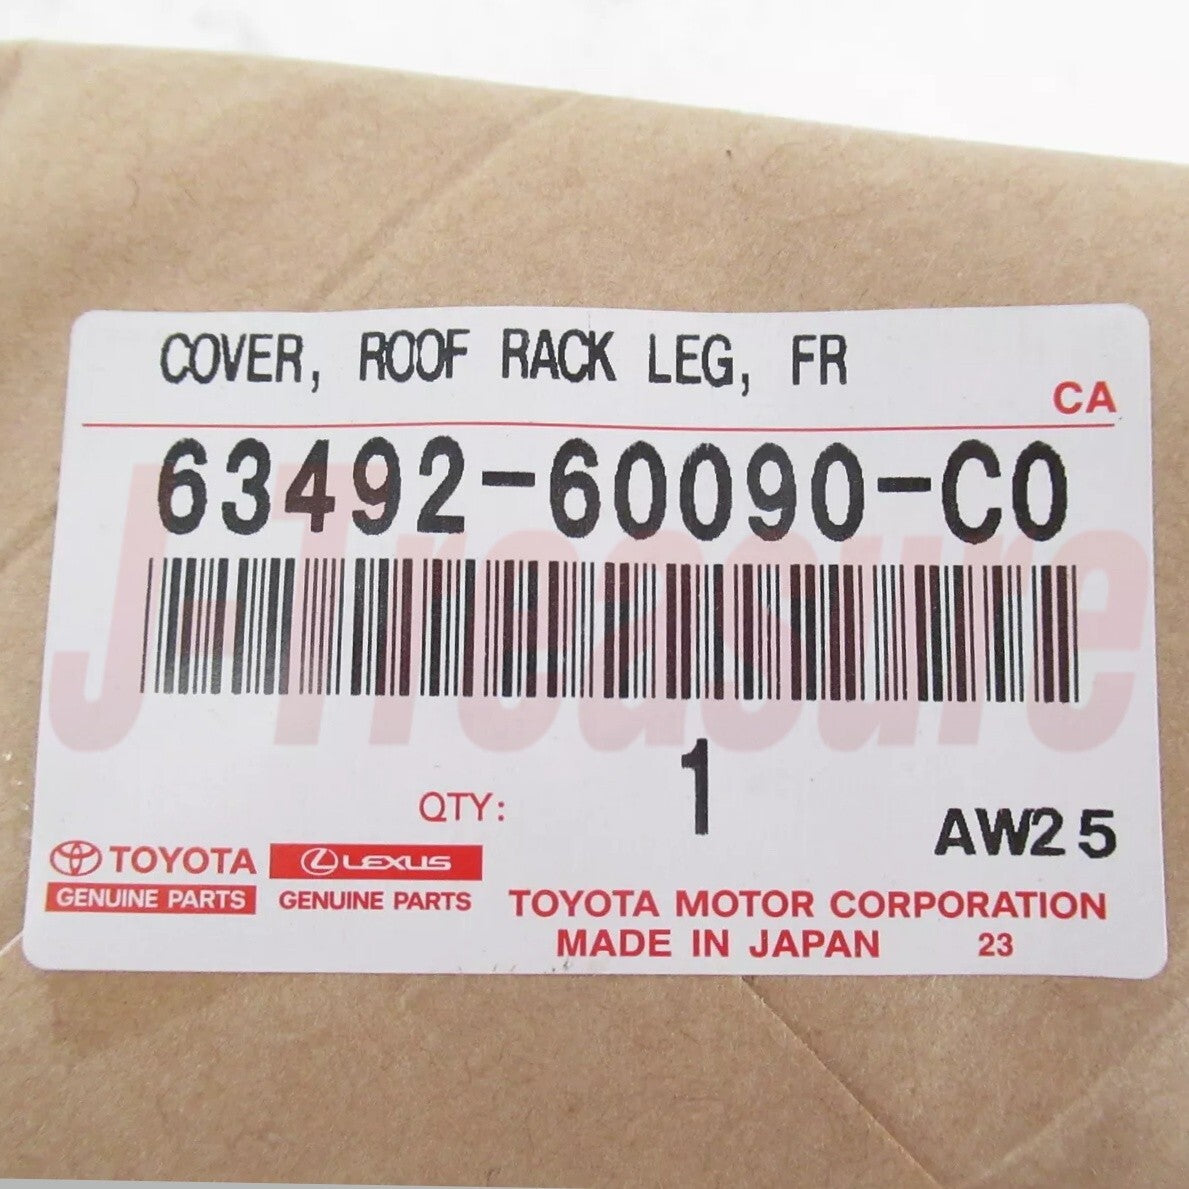 COVER, ROOF RACK LEG, FR
CA
63492-60090-C0
J-Treasure
QTY: 1
AW25
TOYOTA
GENUINE PARTS
LEXUS
GENUINE PARTS
TOYOTA MOTOR CORPORATION
MADE IN JAPAN 23